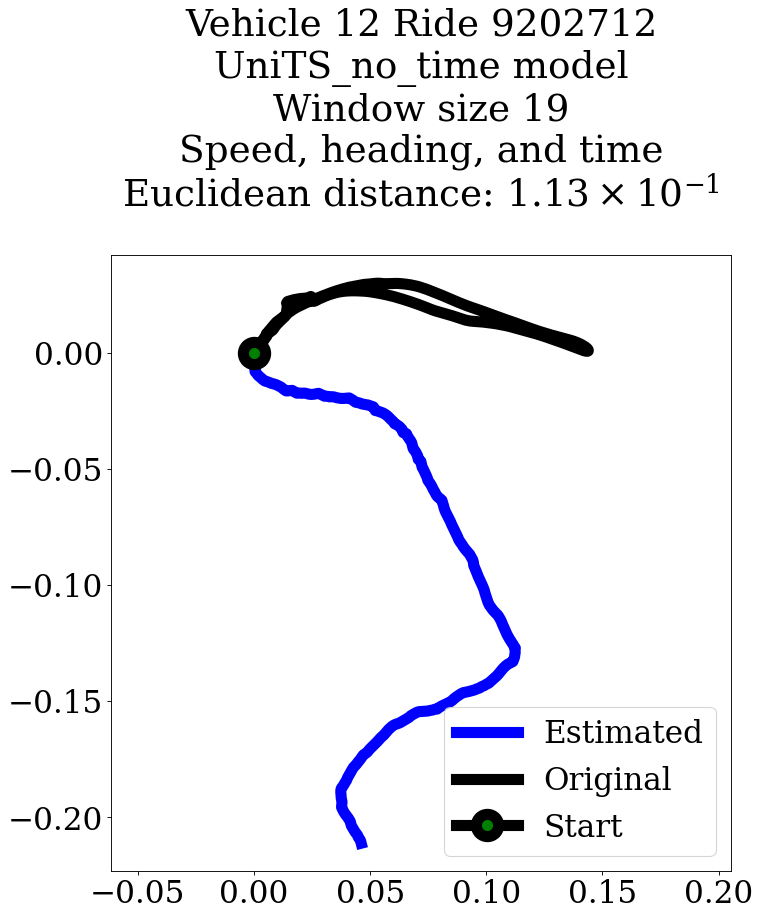 Vehicle 12 Ride 9202712
UniTS_no_time model
Window size 19
Speed, heading, and time
Euclidean distance: 1.13 × 10⁻¹
0.00
−0.05
−0.10
−0.15
−0.20
Estimated
Original
Start
−0.05 0.00 0.05 0.10 0.15 0.20